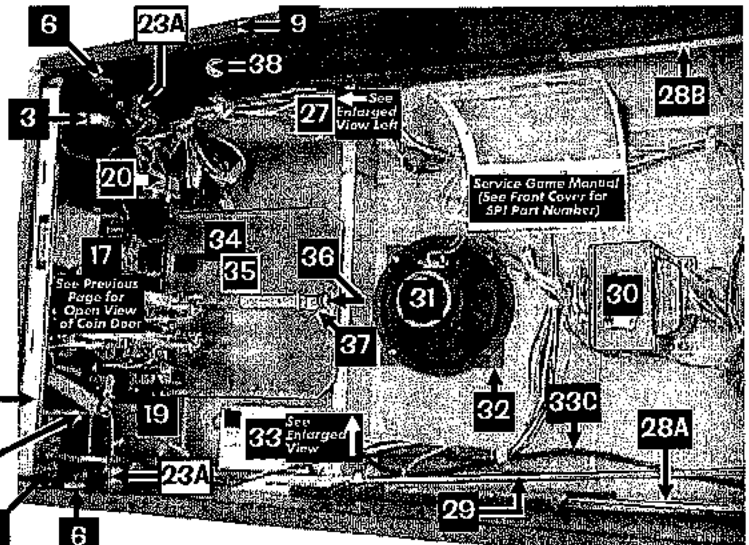 6
23A
9
=38
3
27
See
Enlarged
View Left
28B
20
Service Game Manual
(See Front Cover for
SPI Part Number)
17
See Previous
Page for
Open View
of Coin Door
34
35
36
31
30
37
19
33
See
Enlarged
View
32
33C
28A
23A
29
6